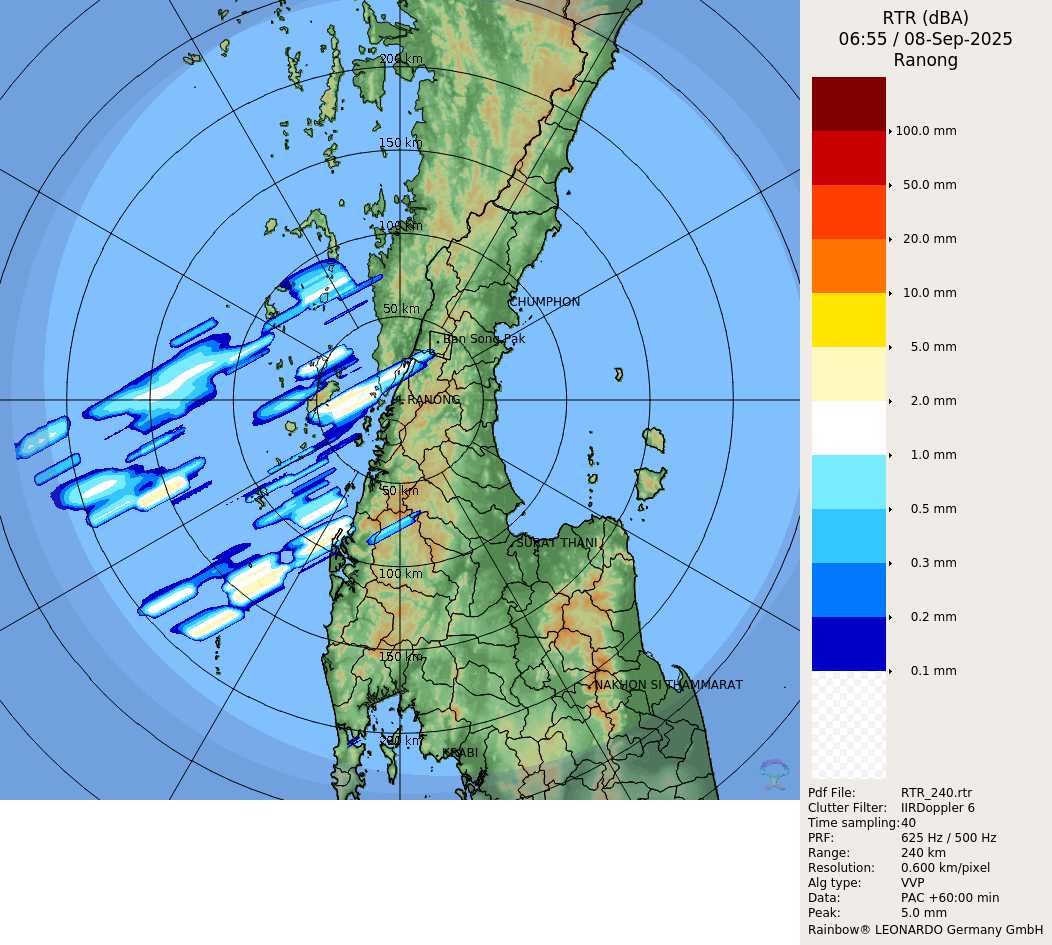 RTR (dBA)
06:55 / 08-Sep-2025
Ranong
200 km
150 km
100 km
50 km
CHUMPHON
Ban Song Pak
RANONG
50 km
SURAT THANI
100 km
150 km
NAKHON SI THAMMARAT
200 km
KRABI
100.0 mm
50.0 mm
20.0 mm
10.0 mm
5.0 mm
2.0 mm
1.0 mm
0.5 mm
0.3 mm
0.2 mm
0.1 mm
Pdf File: RTR_240.rtr
Clutter Filter: IIRDoppler 6
Time sampling:40
PRF: 625 Hz / 500 Hz
Range: 240 km
Resolution: 0.600 km/pixel
Alg type: VVP
Data: PAC +60:00 min
Peak: 5.0 mm
Rainbow® LEONARDO Germany GmbH